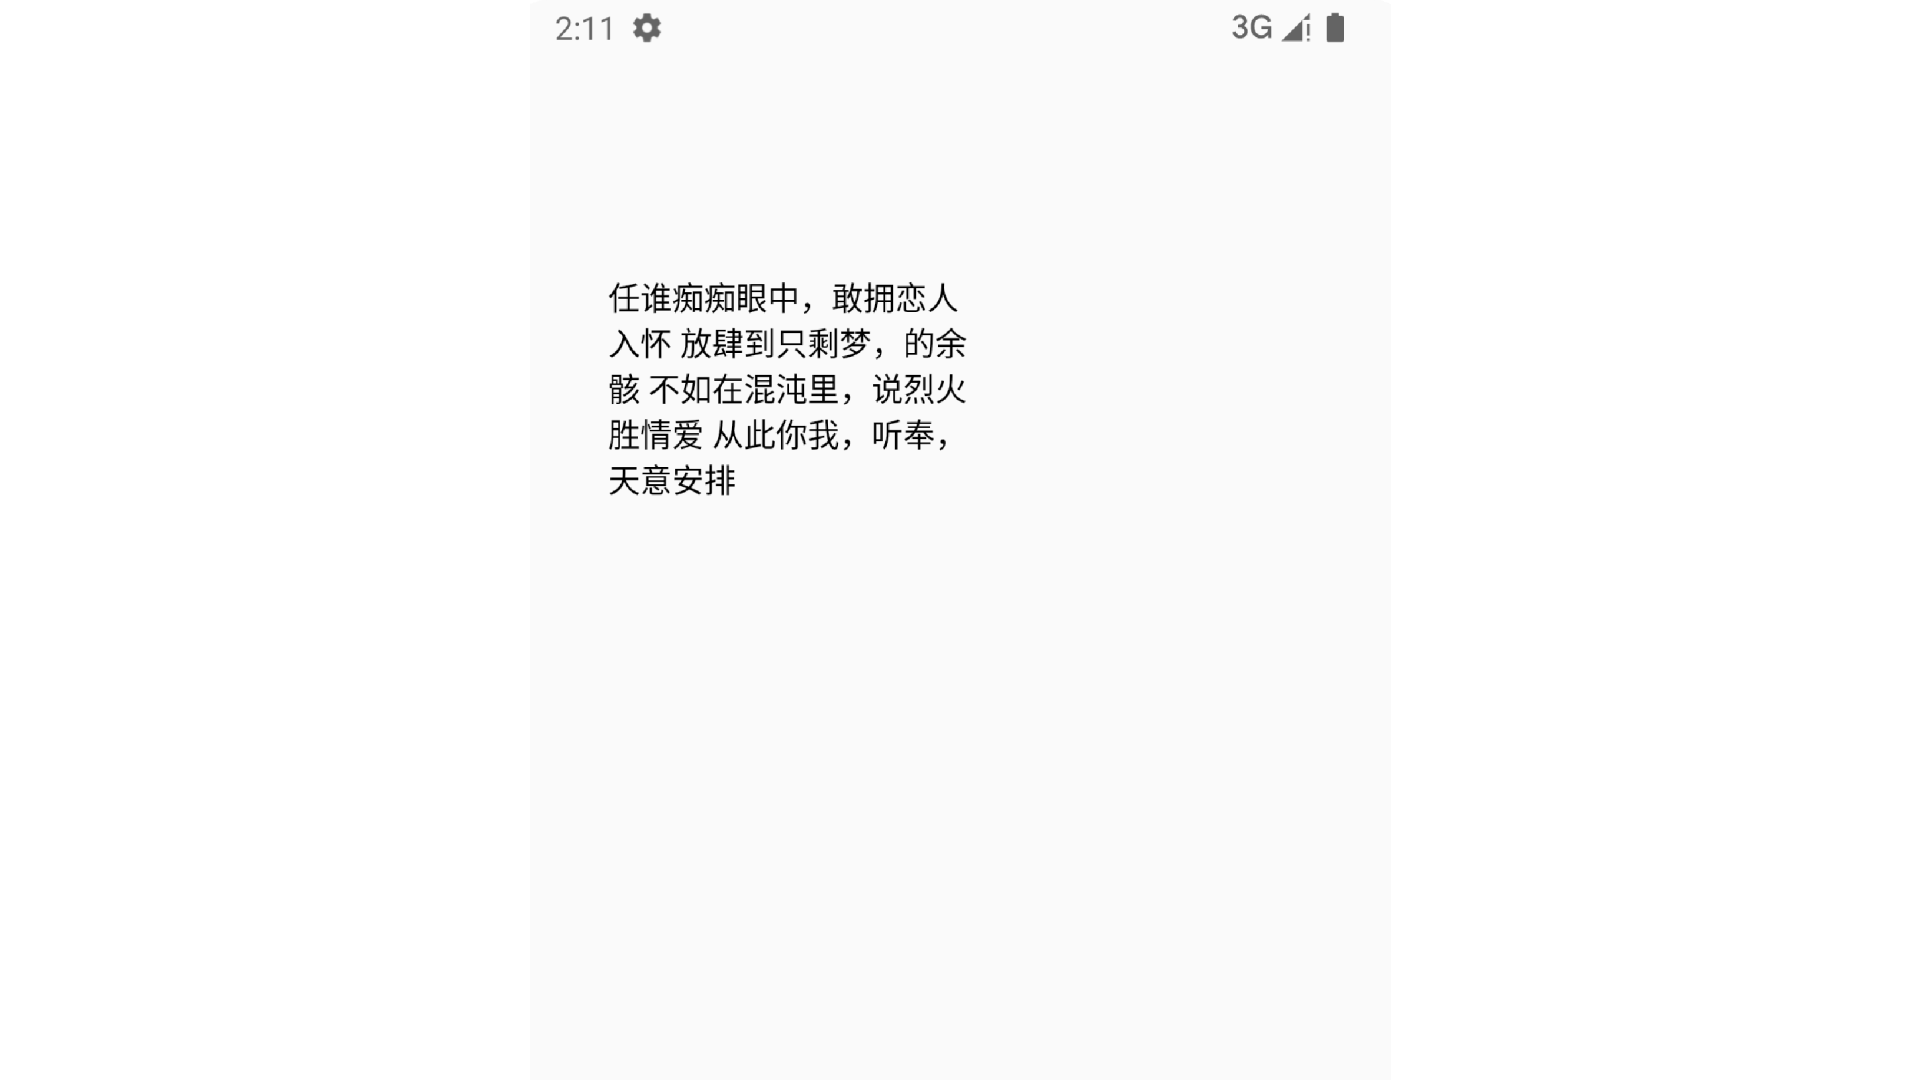 2:11
3G
任谁痴痴眼中，敢拥恋人
入怀 放肆到只剩梦，的余
骸 不如在混沌里，说烈火
胜情爱 从此你我，听奉，
天意安排